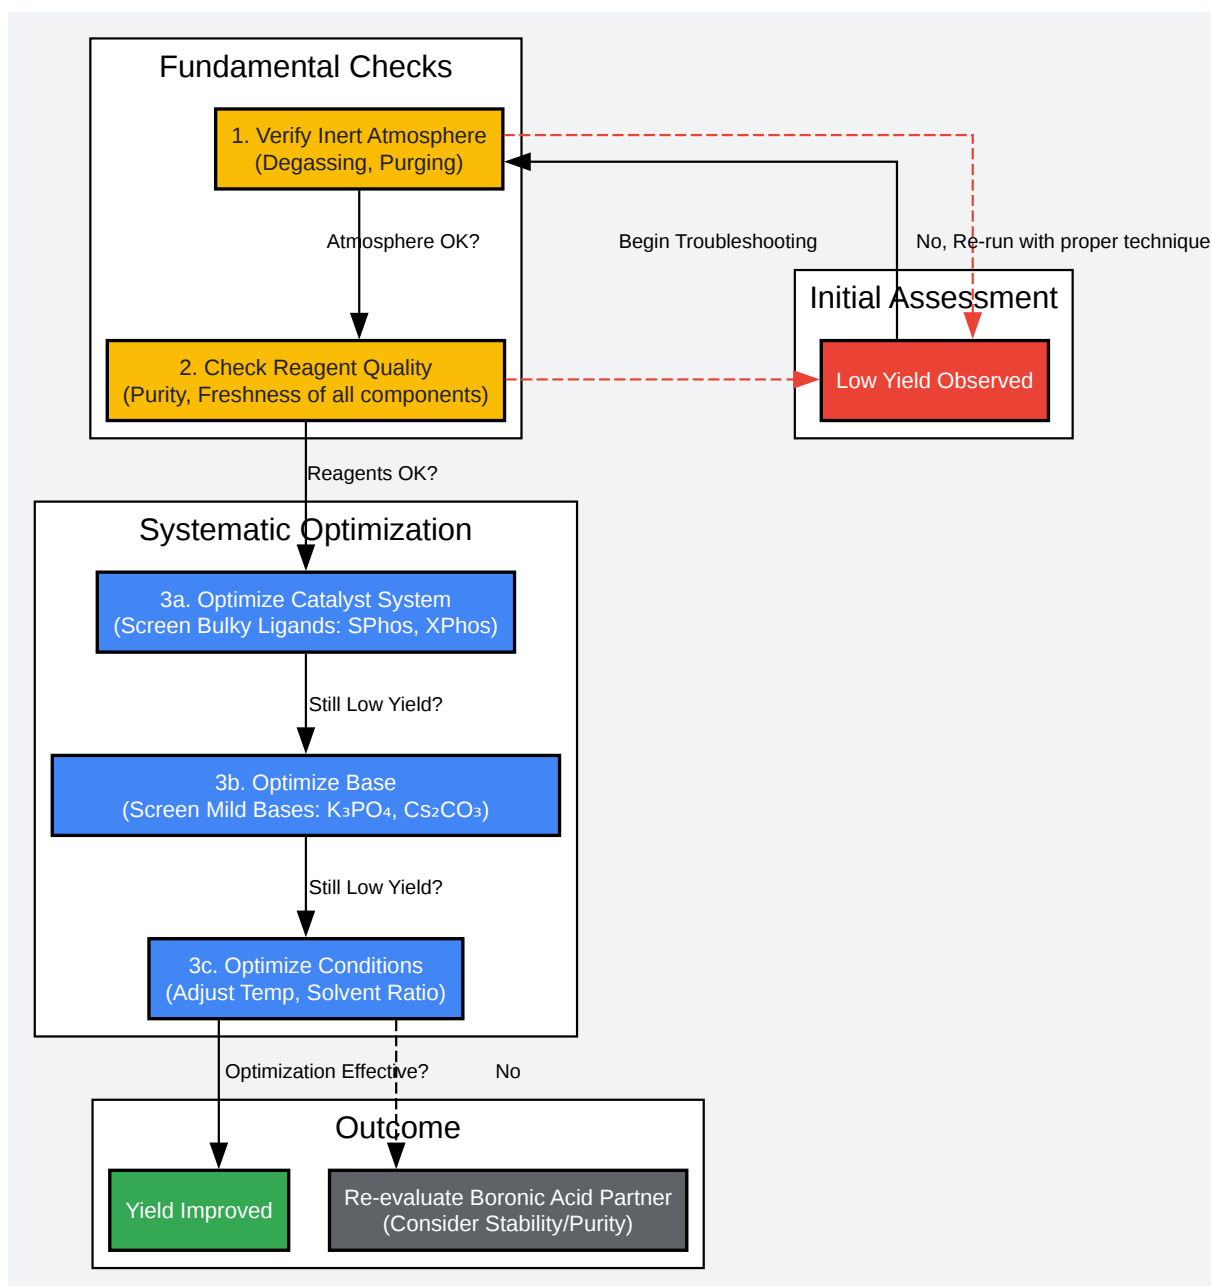 Fundamental Checks
1. Verify Inert Atmosphere
(Degassing, Purging)
Atmosphere OK?
Begin Troubleshooting
No, Re-run with proper technique
Initial Assessment
2. Check Reagent Quality
(Purity, Freshness of all components)
Low Yield Observed
Reagents OK?
Systematic Optimization
3a. Optimize Catalyst System
(Screen Bulky Ligands: SPhos, XPhos)
Still Low Yield?
3b. Optimize Base
(Screen Mild Bases: K₃PO₄, Cs₂CO₃)
Still Low Yield?
3c. Optimize Conditions
(Adjust Temp, Solvent Ratio)
Optimization Effective?
No
Outcome
Yield Improved
Re-evaluate Boronic Acid Partner
(Consider Stability/Purity)